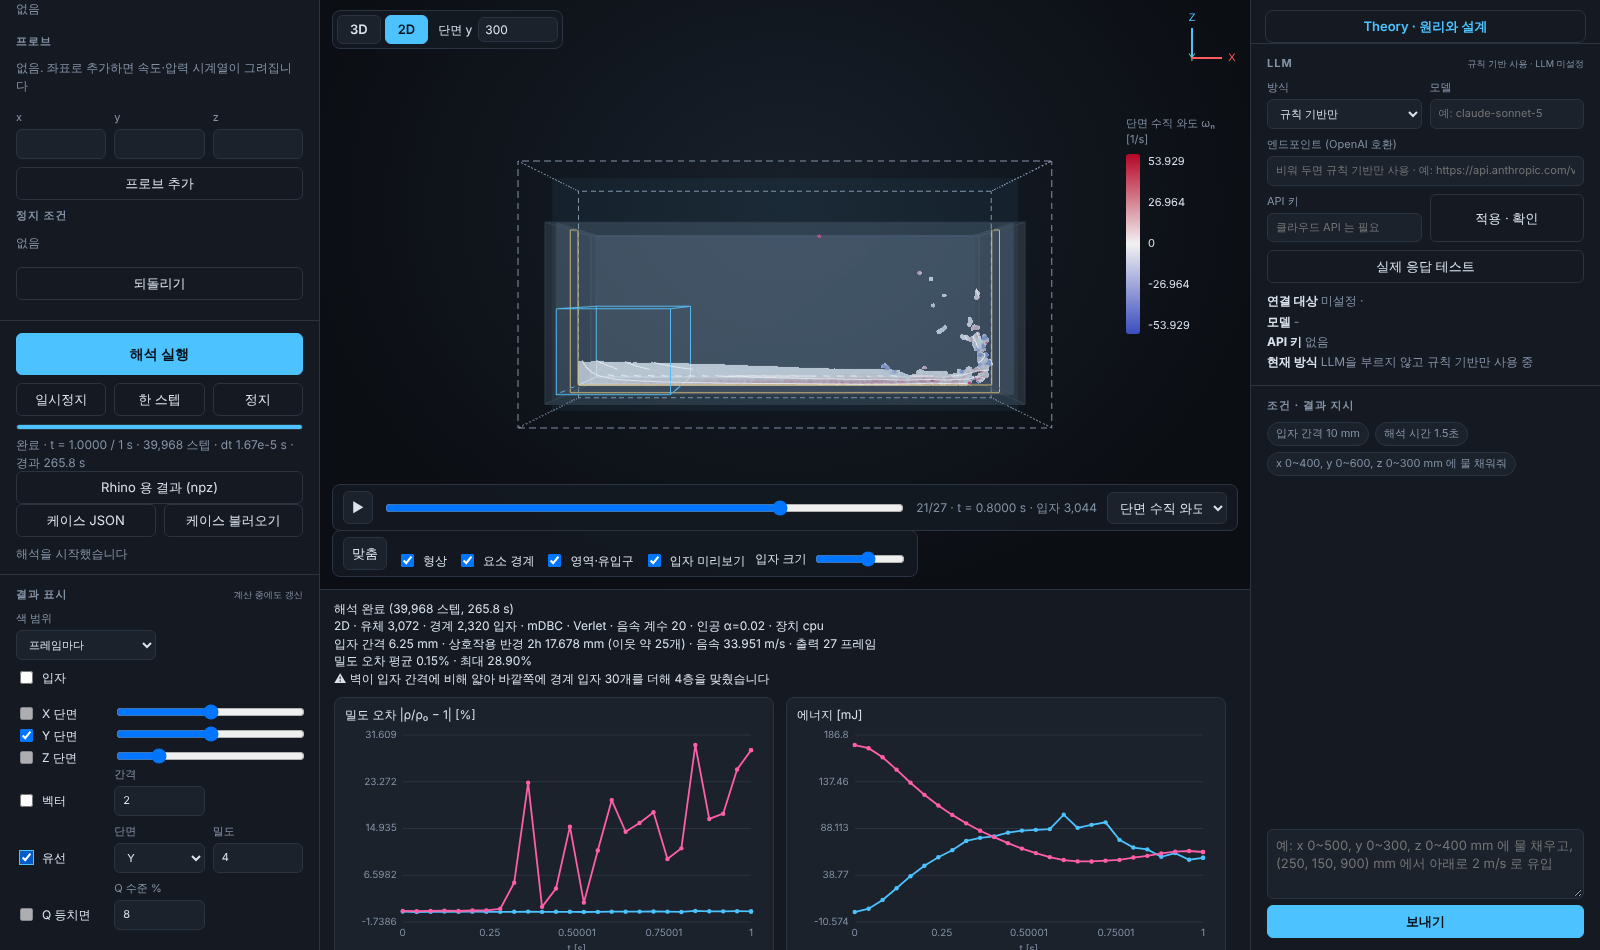 없음
프로브
없음. 좌표로 추가하면 속도·압력 시계열이 그려집니
다
x y z
프로브 추가
정지 조건
없음
되돌리기
해석 실행
일시정지 한 스텝 정지
완료 · t = 1.0000 / 1 s · 39,968 스텝 · dt 1.67e-5 s ·
경과 265.8 s
Rhino 용 결과 (npz)
케이스 JSON 케이스 불러오기
해석을 시작했습니다
결과 표시 계산 중에도 갱신
색 범위
프레임마다
입자
X 단면
Y 단면
Z 단면
간격
벡터 2
단면 밀도
유선 Y 4
Q 수준 %
Q 등치면 8
3D 2D 단면 y 300
Z
X
단면 수직 와도 ωₙ
[1/s]
53.929
26.964
0
-26.964
-53.929
21/27 · t = 0.8000 s · 입자 3,044 단면 수직 와도
맞춤 형상 요소 경계 영역·유입구 입자 미리보기 입자 크기
해석 완료 (39,968 스텝, 265.8 s)
2D · 유체 3,072 · 경계 2,320 입자 · mDBC · Verlet · 음속 계수 20 · 인공 α=0.02 · 장치 cpu
입자 간격 6.25 mm · 상호작용 반경 2h 17.678 mm (이웃 약 25개) · 음속 33.951 m/s · 출력 27 프레임
밀도 오차 평균 0.15% · 최대 28.90%
⚠ 벽이 입자 간격에 비해 얇아 바깥쪽에 경계 입자 30개를 더해 4층을 맞췄습니다
밀도 오차 |ρ/ρ₀ − 1| [%]
31.609
23.272
14.935
6.5982
-1.7386
0 0.25 0.50001 0.75001 1
t [s]
에너지 [mJ]
186.8
137.46
88.113
38.77
-10.574
0 0.25 0.50001 0.75001 1
t [s]
Theory · 원리와 설계
LLM 규칙 기반 사용 · LLM 미설정
방식 모델
규칙 기반만 예: claude-sonnet-5
엔드포인트 (OpenAI 호환)
비워 두면 규칙 기반만 사용 · 예: https://api.anthropic.com/v
API 키
클라우드 API 는 필요 적용 · 확인
실제 응답 테스트
연결 대상 미설정 ·
모델 -
API 키 없음
현재 방식 LLM을 부르지 않고 규칙 기반만 사용 중
조건 · 결과 지시
입자 간격 10 mm 해석 시간 1.5초
x 0~400, y 0~600, z 0~300 mm 에 물 채워줘
예: x 0~500, y 0~300, z 0~400 mm 에 물 채우고,
(250, 150, 900) mm 에서 아래로 2 m/s 로 유입
보내기